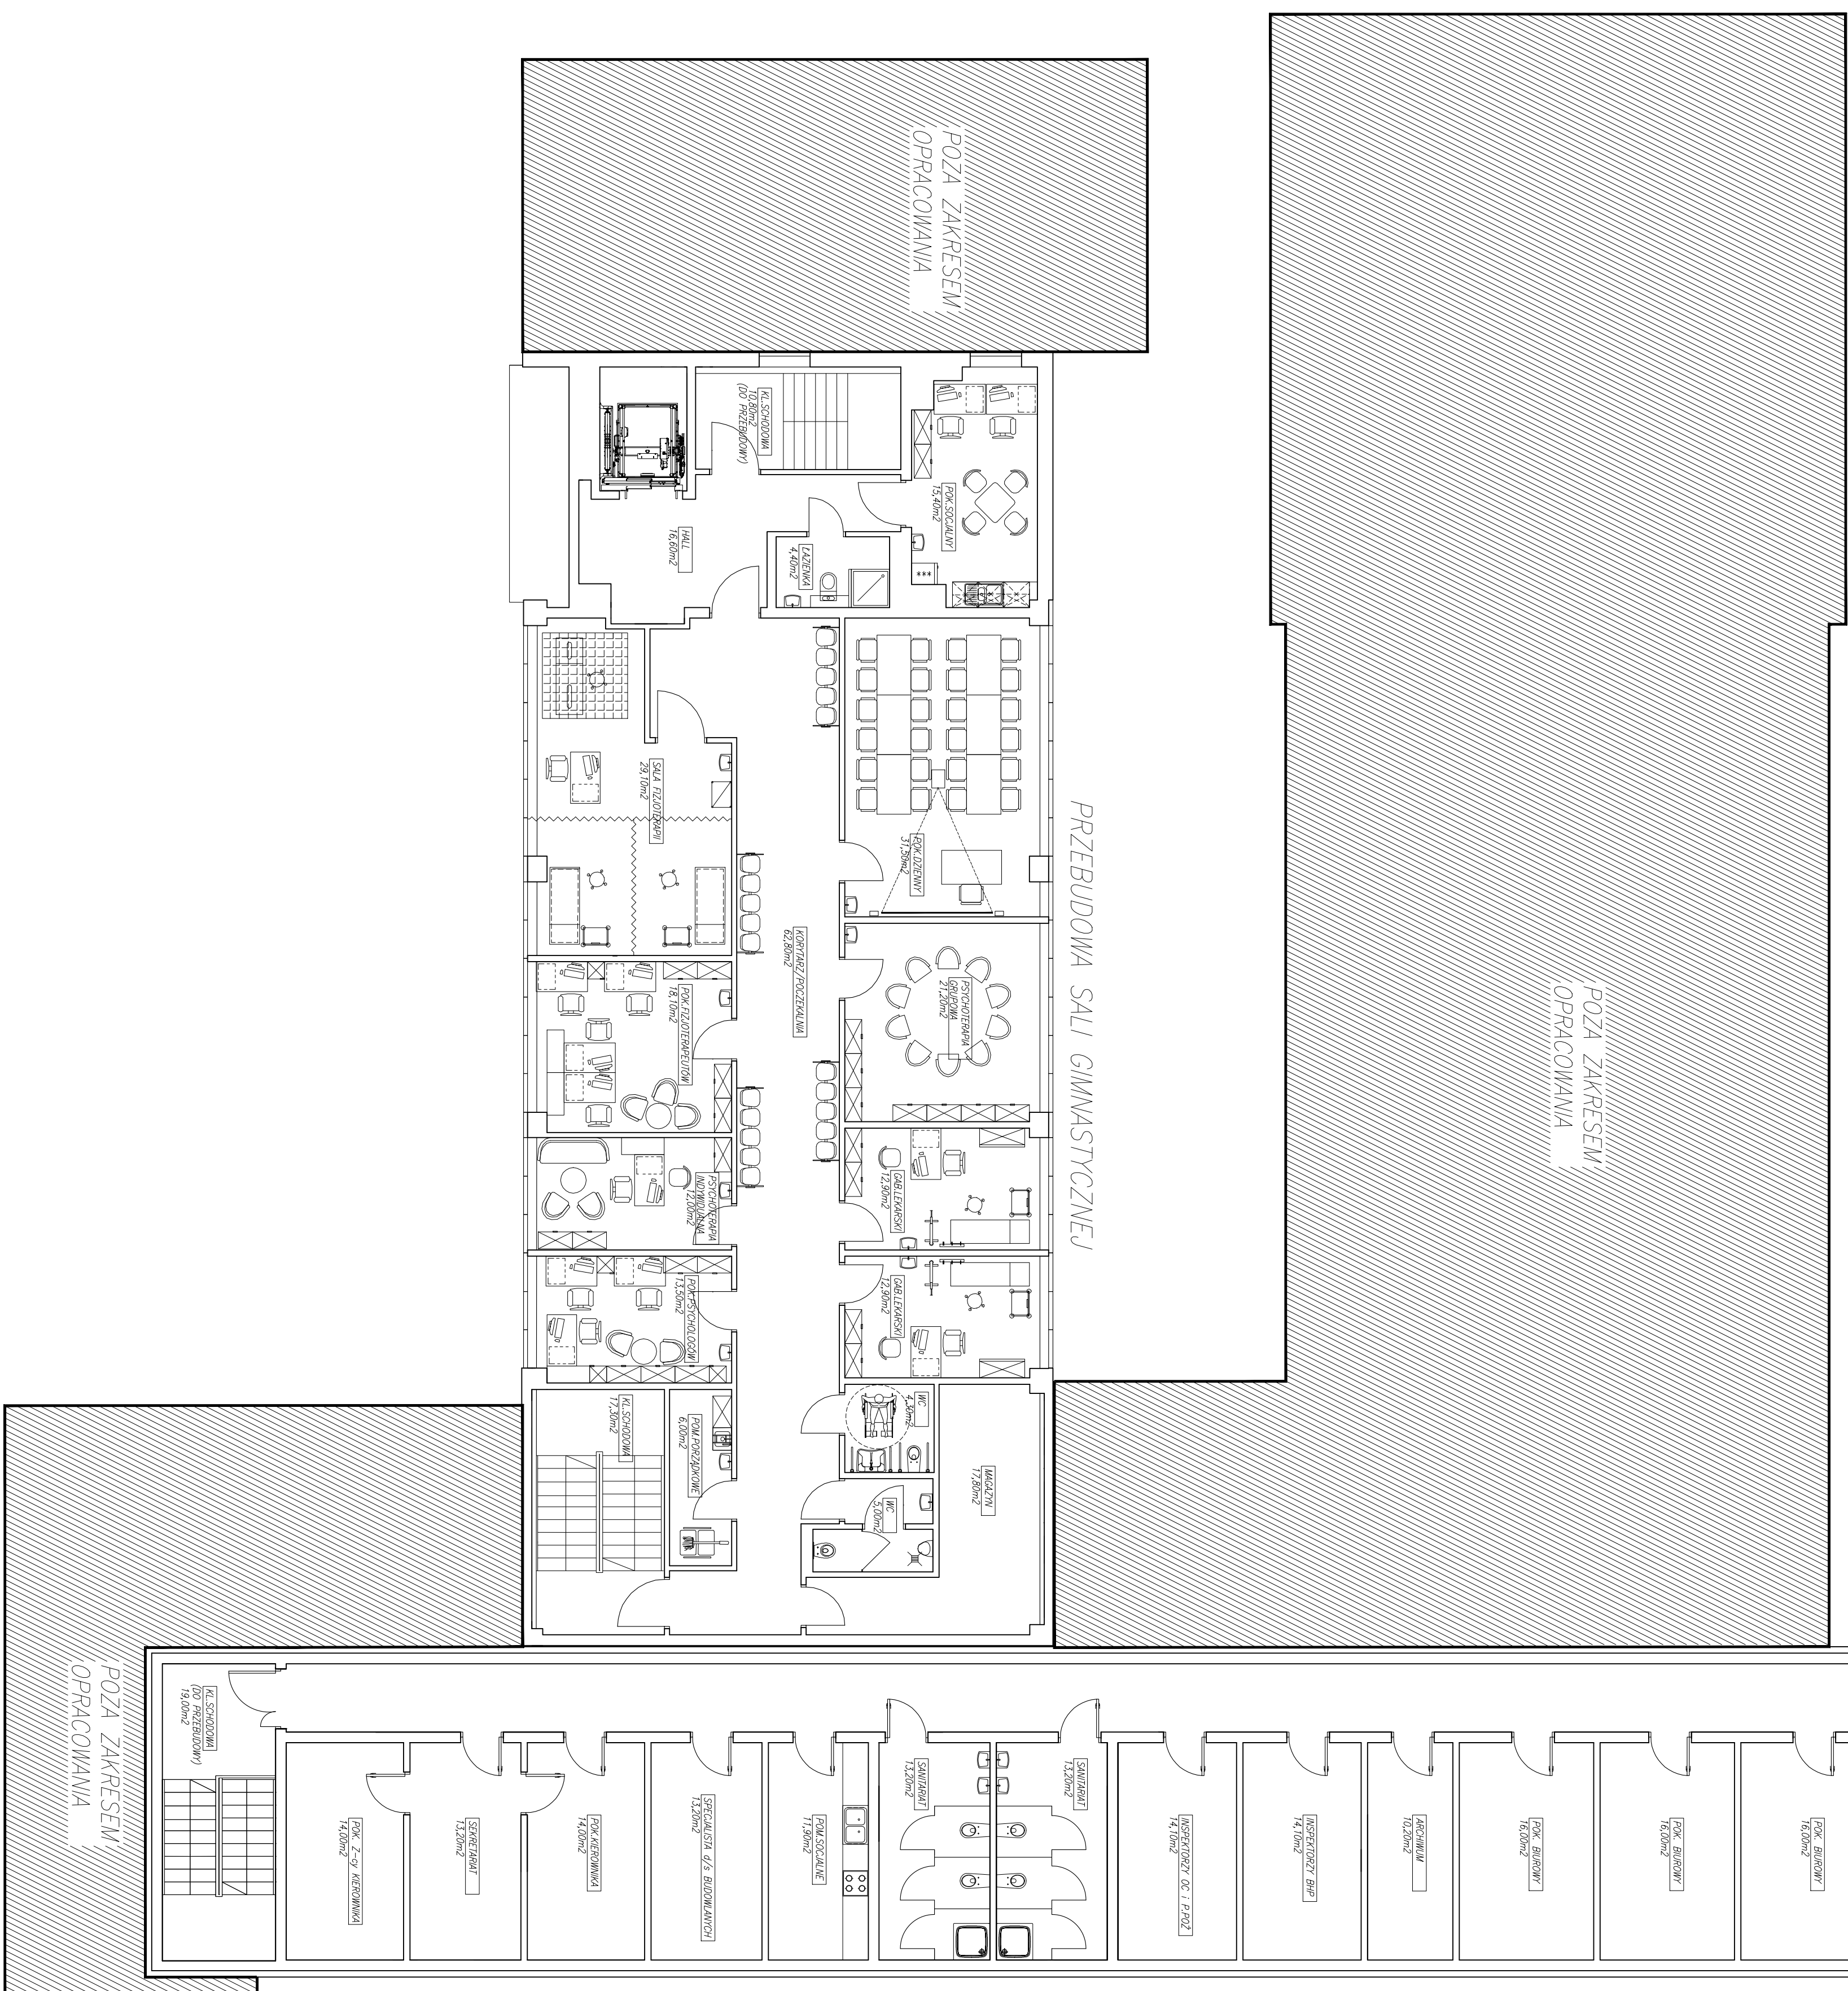 POZA ZAKRESEM
OPRACOWANIA
POZA ZAKRESEM
OPRACOWANIA
POZA ZAKRESEM
OPRACOWANIA
PRZEBUDOWA SALI GIMNASTYCZNEJ
KL.SCHODOWA
10,80m2
(DO PRZEBUDOWY)
POK.SOCJALNY
15,40m2
HALL
16,60m2
ŁAZIENKA
4,40m2
SALA FIZJOTERAPII
29,10m2
POK.DZIENNY
31,50m2
KORYTARZ/POCZEKALNIA
62,80m2
PSYCHOTERAPIA
GRUPOWA
21,20m2
POK.FIZJOTERAPEUTÓW
18,10m2
PSYCHOTERAPIA
INDYWIDUALNA
12,00m2
GAB.LEKARSKI
12,90m2
GAB.LEKARSKI
12,90m2
POK.PSYCHOLOGÓW
13,50m2
KL.SCHODOWA
17,30m2
POM.PORZĄDKOWE
6,00m2
WC
4,30m2
WC
5,00m2
MAGAZYN
17,80m2
KL.SCHODOWA
(DO PRZEBUDOWY)
19,00m2
POK. Z-cy KIEROWNIKA
14,00m2
SEKRETARIAT
13,20m2
POK.KIEROWNIKA
14,00m2
SPECJALISTA d/s BUDOWLANYCH
13,20m2
POM.SOCJALNE
11,90m2
SANITARIAT
13,20m2
SANITARIAT
13,20m2
INSPEKTORZY OC i P.POŻ
14,10m2
INSPEKTORZY BHP
14,10m2
ARCHIWUM
10,20m2
POK. BIUROWY
16,00m2
POK. BIUROWY
16,00m2
POK. BIUROWY
16,00m2